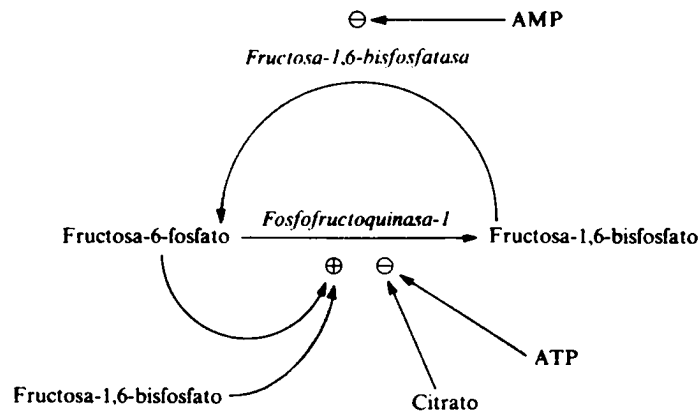 ⊖ AMP
Fructosa-1,6-bisfosfatasa
Fosfofructoquinasa-1
Fructosa-6-fosfato Fructosa-1,6-bisfosfato
⊕ ⊖
ATP
Fructosa-1,6-bisfosfato Citrato